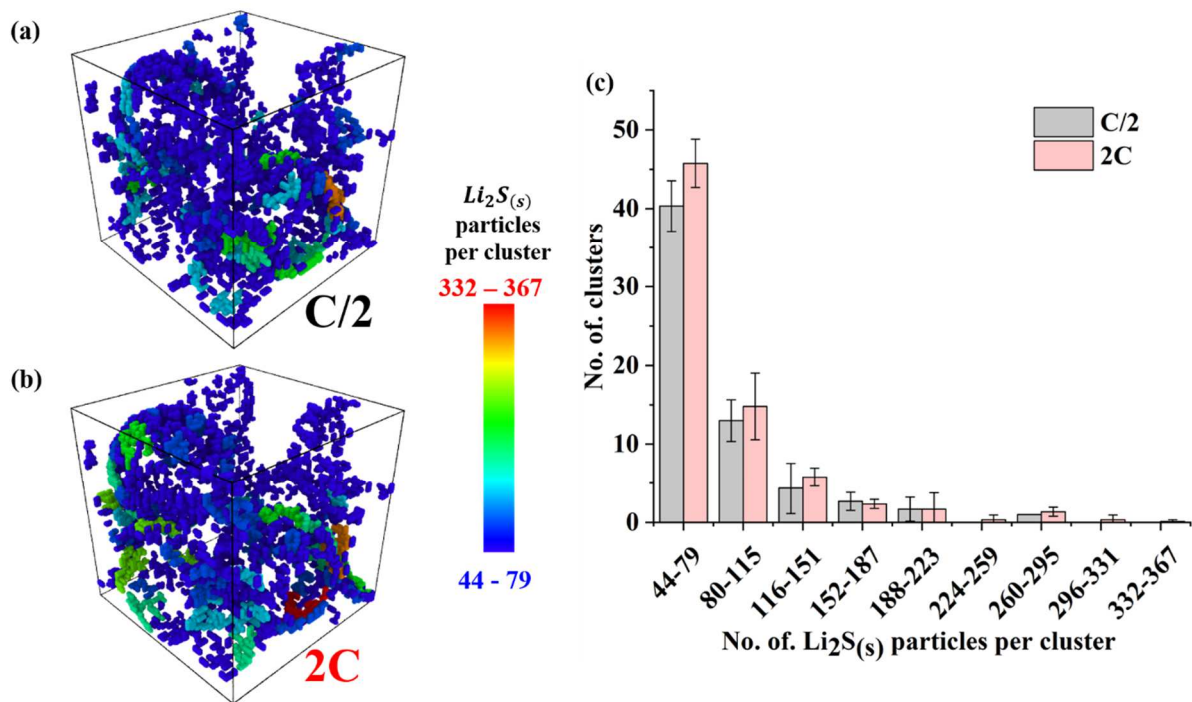 (a)
C/2
(b)
2C
Li2S(s)
particles
per cluster
332 – 367
44 - 79
(c)
C/2
2C
No. of. clusters
50
40
30
20
10
0
44-79
80-115
116-151
152-187
188-223
224-259
260-295
296-331
332-367
No. of. Li2S(s) particles per cluster